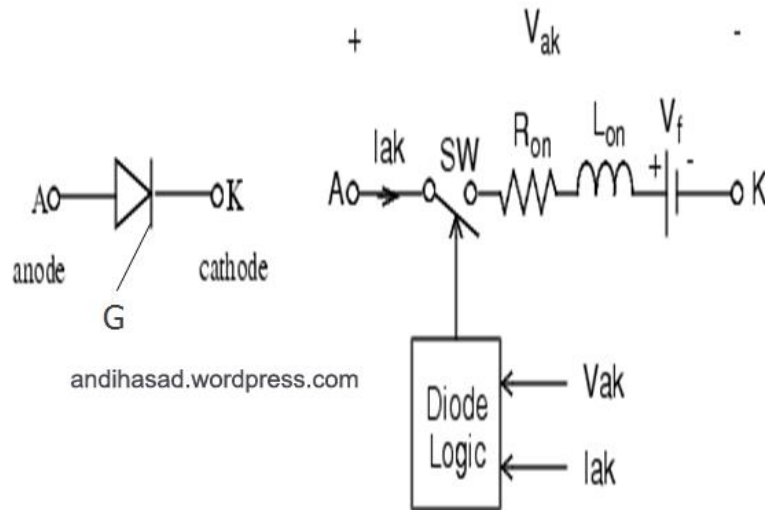 + Vak -
Iak SW Ron Lon Vf
+ -
A K A K
anode cathode
G
andihasad.wordpress.com
Diode
Logic
Vak
Iak